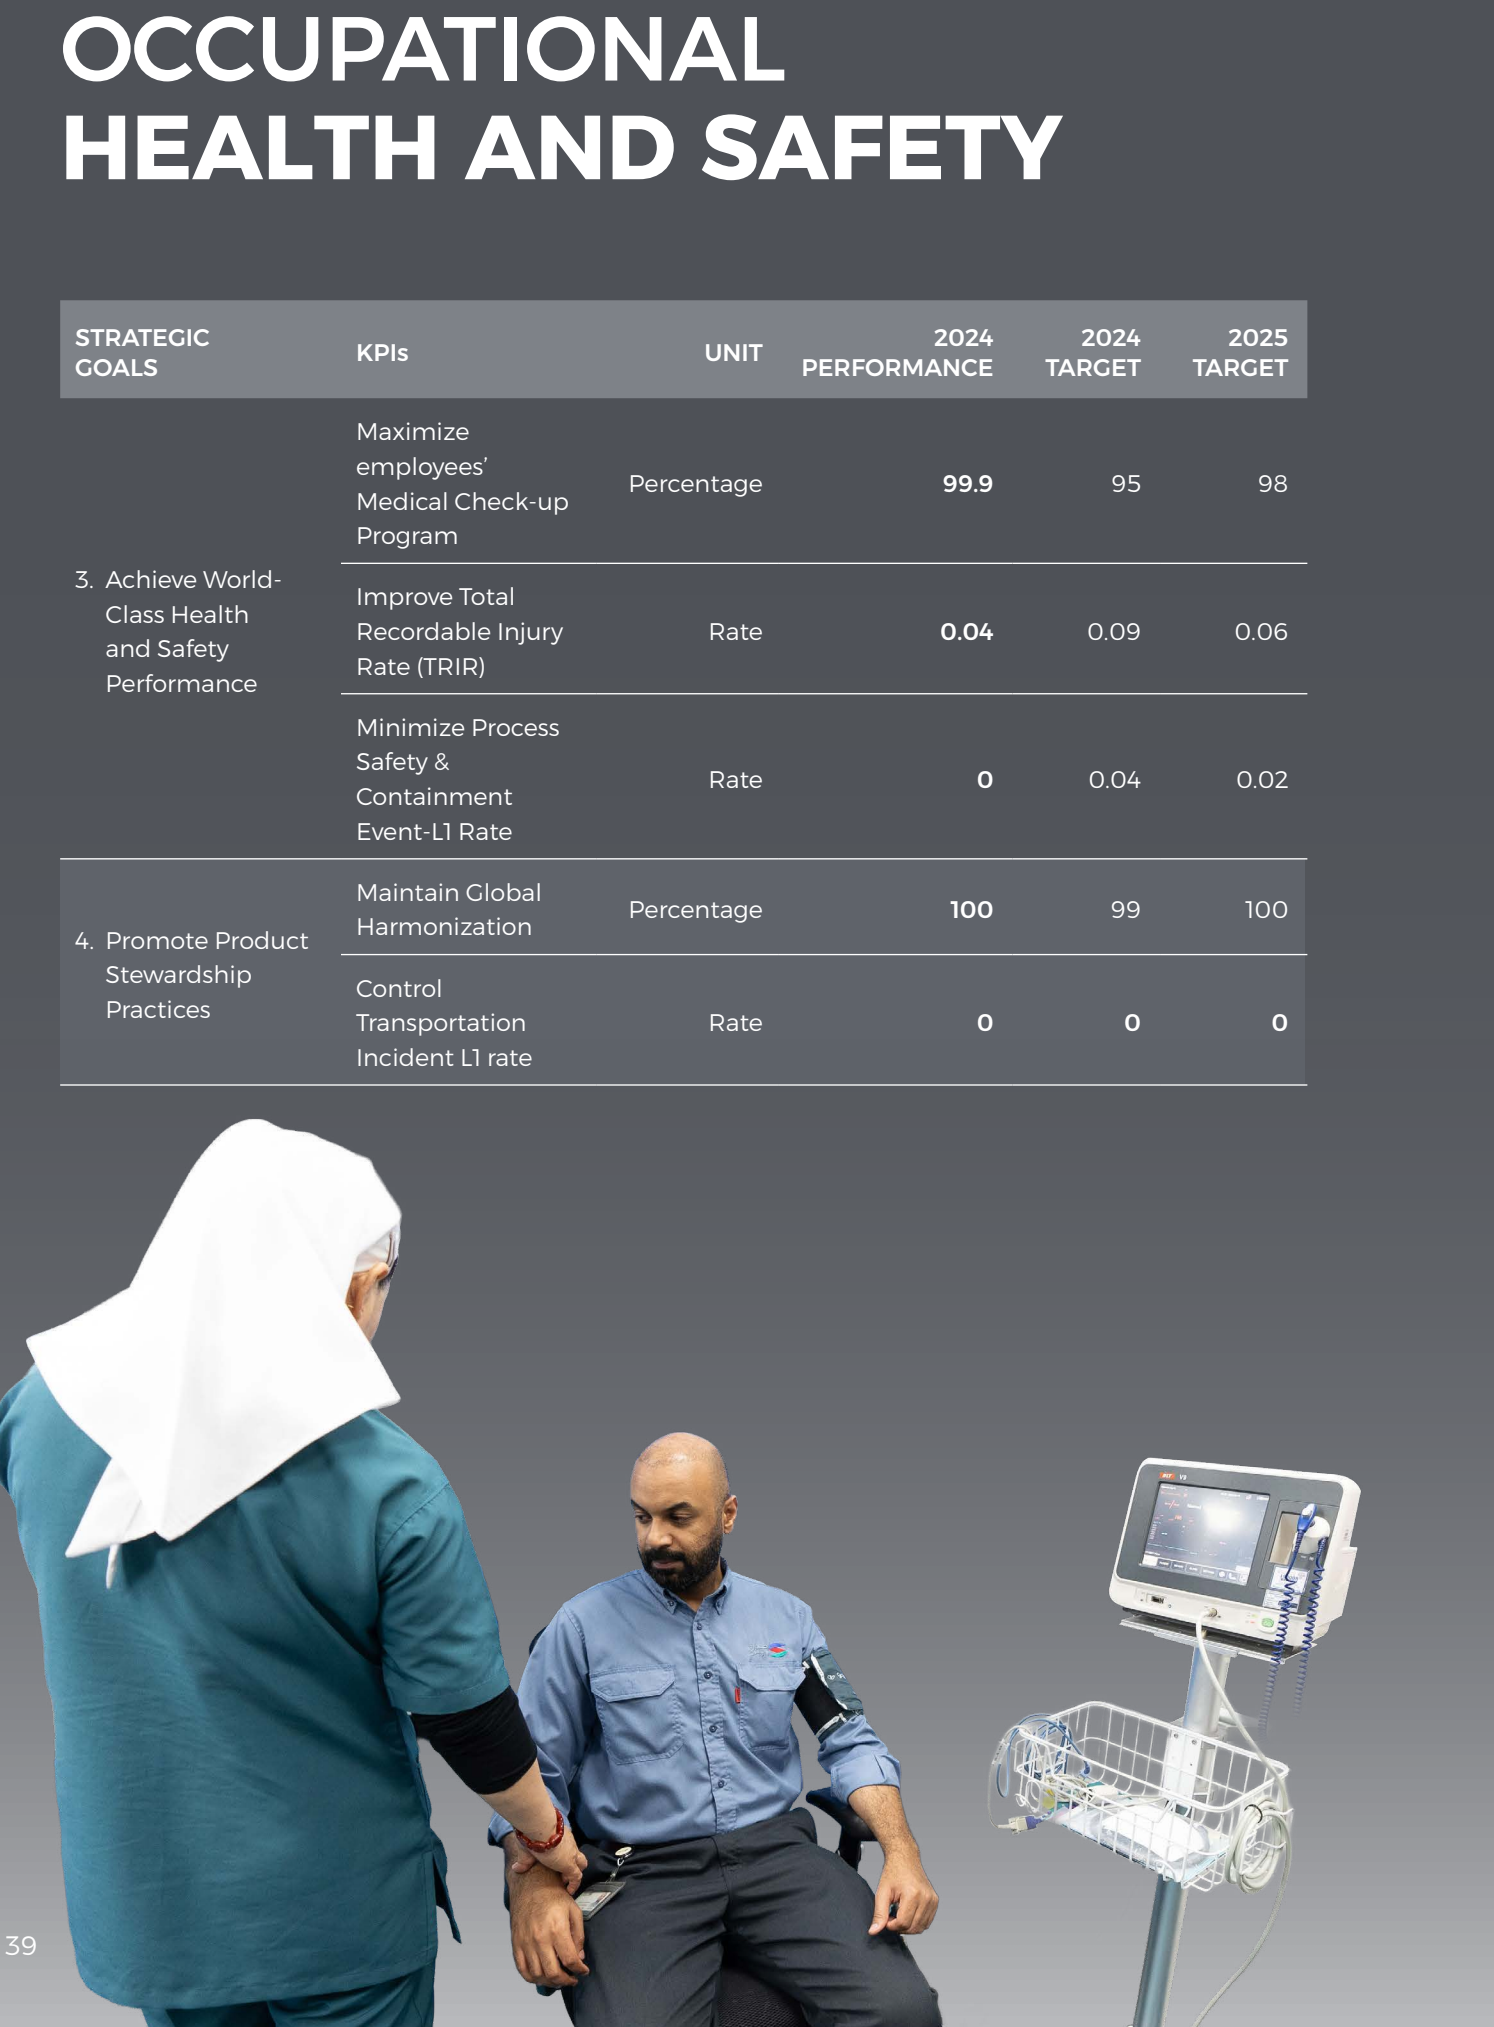 OCCUPATIONAL
HEALTH AND SAFETY
STRATEGIC
GOALS
KPIs
UNIT
2024
PERFORMANCE
2024
TARGET
2025
TARGET
3. Achieve World-
Class Health
and Safety
Performance
Maximize
employees’
Medical Check-up
Program
Percentage
99.9
95
98
Improve Total
Recordable Injury
Rate (TRIR)
Rate
0.04
0.09
0.06
Minimize Process
Safety &
Containment
Event-L1 Rate
Rate
0
0.04
0.02
4. Promote Product
Stewardship
Practices
Maintain Global
Harmonization
Percentage
100
99
100
Control
Transportation
Incident L1 rate
Rate
0
0
0
39